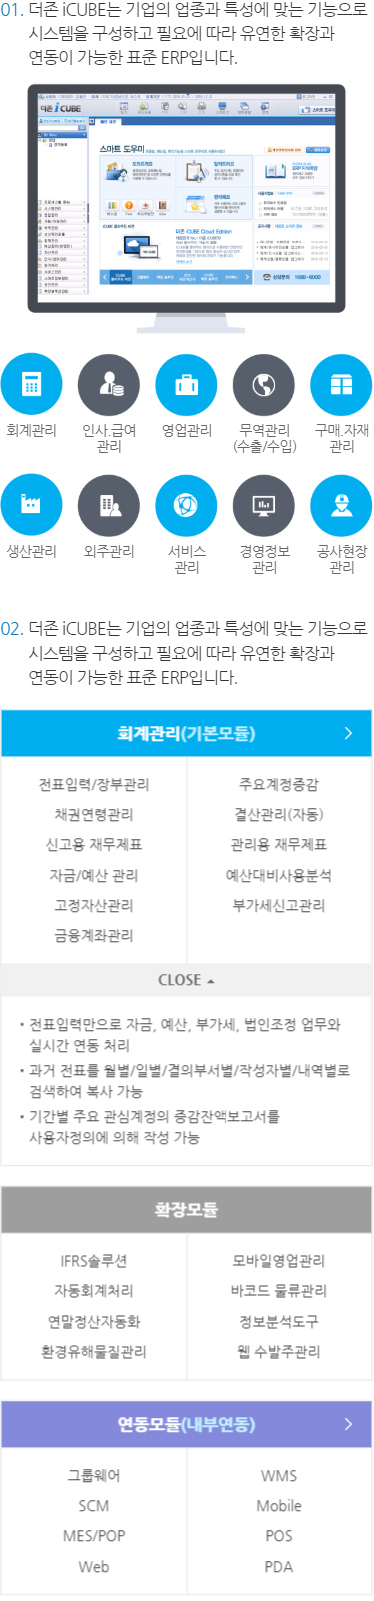 01. 더존 iCUBE는 기업의 업종과 특성에 맞는 기능으로
시스템을 구성하고 필요에 따라 유연한 확장과
연동이 가능한 표준 ERP입니다.
더존 iCUBE
스마트 도우미
회계관리
인사.급여
관리
영업관리
무역관리
(수출/수입)
구매.자재
관리
생산관리
외주관리
서비스
관리
경영정보
관리
공사현장
관리
02. 더존 iCUBE는 기업의 업종과 특성에 맞는 기능으로
시스템을 구성하고 필요에 따라 유연한 확장과
연동이 가능한 표준 ERP입니다.
회계관리(기본모듈)
전표입력/장부관리
주요계정증감
채권연령관리
결산관리(자동)
신고용 재무제표
관리용 재무제표
자금/예산 관리
예산대비사용분석
고정자산관리
부가세신고관리
금융계좌관리
CLOSE
• 전표입력만으로 자금, 예산, 부가세, 법인조정 업무와
실시간 연동 처리
• 과거 전표를 월별/일별/결의부서별/작성자별/내역별로
검색하여 복사 가능
• 기간별 주요 관심계정의 증감잔액보고서를
사용자정의에 의해 작성 가능
확장모듈
IFRS솔루션
모바일영업관리
자동회계처리
바코드 물류관리
연말정산자동화
정보분석도구
환경유해물질관리
웹 수발주관리
연동모듈(내부연동)
그룹웨어
WMS
SCM
Mobile
MES/POP
POS
Web
PDA